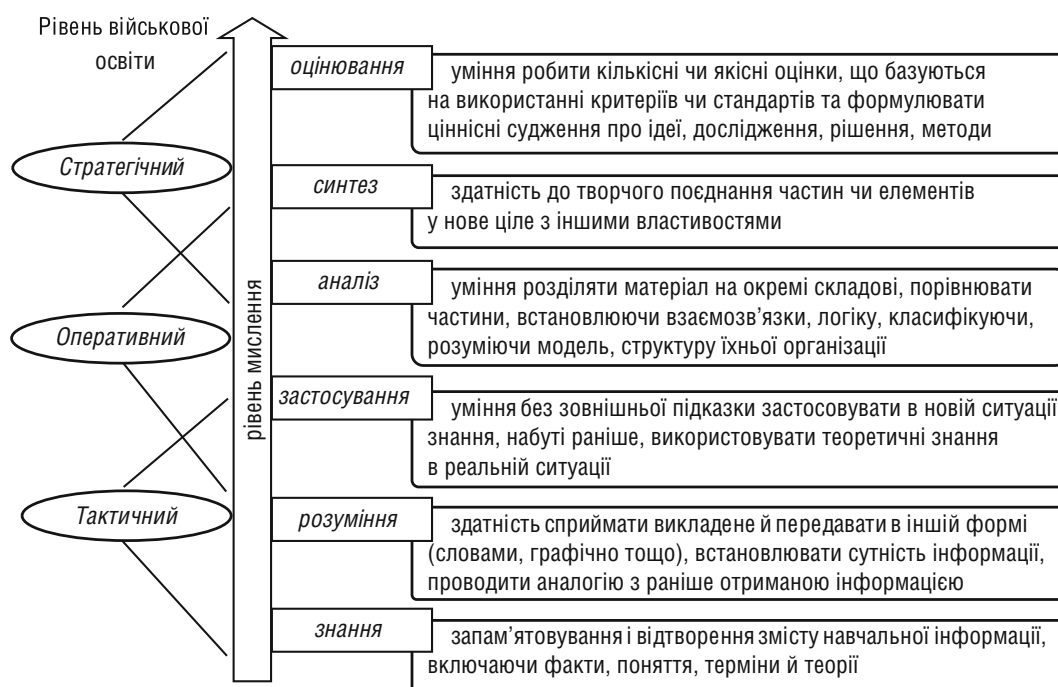 Рівень військової
освіти
оцінювання
уміння робити кількісні чи якісні оцінки, що базуються
на використанні критеріїв чи стандартів та формулювати
ціннісні судження про ідеї, дослідження, рішення, методи
Стратегічний
синтез
здатність до творчого поєднання частин чи елементів
у нове ціле з іншими властивостями
аналіз
уміння розділяти матеріал на окремі складові, порівнювати
частини, встановлюючи взаємозв'язки, логіку, класифікуючи,
розуміючи модель, структуру їхньої організації
Оперативний
рівень мислення
застосування
уміння без зовнішньої підказки застосовувати в новій ситуації
знання, набуті раніше, використовувати теоретичні знання
в реальній ситуації
Тактичний
розуміння
здатність сприймати викладене й передавати в іншій формі
(словами, графічно тощо), встановлювати сутність інформації,
проводити аналогію з раніше отриманою інформацією
знання
запам'ятовування і відтворення змісту навчальної інформації,
включаючи факти, поняття, терміни й теорії